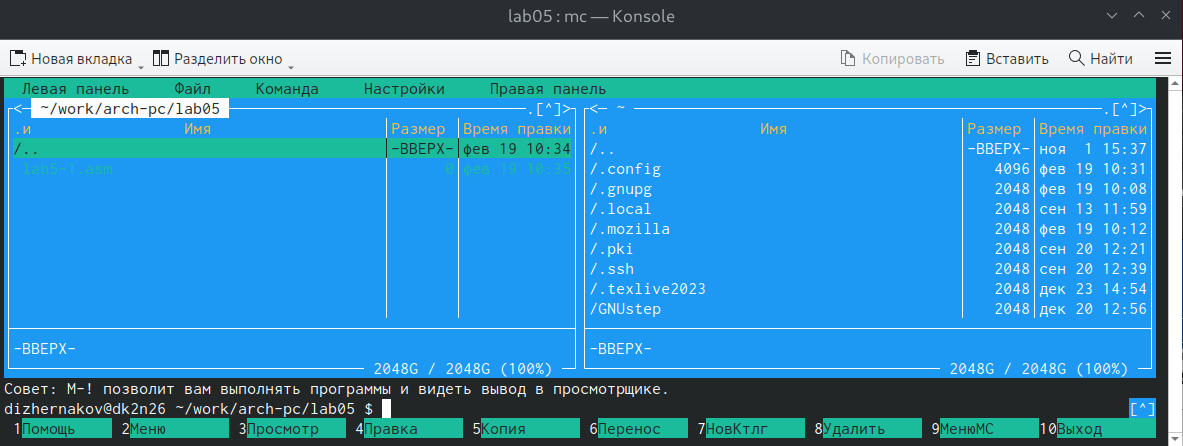 lab05 : mc — Konsole
Новая вкладка Разделить окно Копировать Вставить Найти
Левая панель Файл Команда Настройки Правая панель
<— ~/work/arch-pc/lab05 .[^]> <— ~ .[^]>
.и Имя Размер Время правки .и Имя Размер Время правки
/.. -ВВЕРХ- фев 19 10:34 /.. -ВВЕРХ- ноя 1 15:37
lab5-1.asm 0 фев 19 10:35 /.config 4096 фев 19 10:31
/.gnupg 2048 фев 19 10:08
/.local 2048 сен 13 11:59
/.mozilla 2048 фев 19 10:12
/.pki 2048 сен 20 12:21
/.ssh 2048 сен 20 12:39
/.texlive2023 2048 дек 23 14:54
/GNUstep 2048 дек 20 12:56
-ВВЕРХ- -ВВЕРХ-
2048G / 2048G (100%) 2048G / 2048G (100%)
Совет: M-! позволит вам выполнять программы и видеть вывод в просмотрщике.
dizhernakov@dk2n26 ~/work/arch-pc/lab05 $ [^]
1Помощь 2Меню 3Просмотр 4Правка 5Копия 6Перенос 7НовКтлг 8Удалить 9МенюMC 10Выход